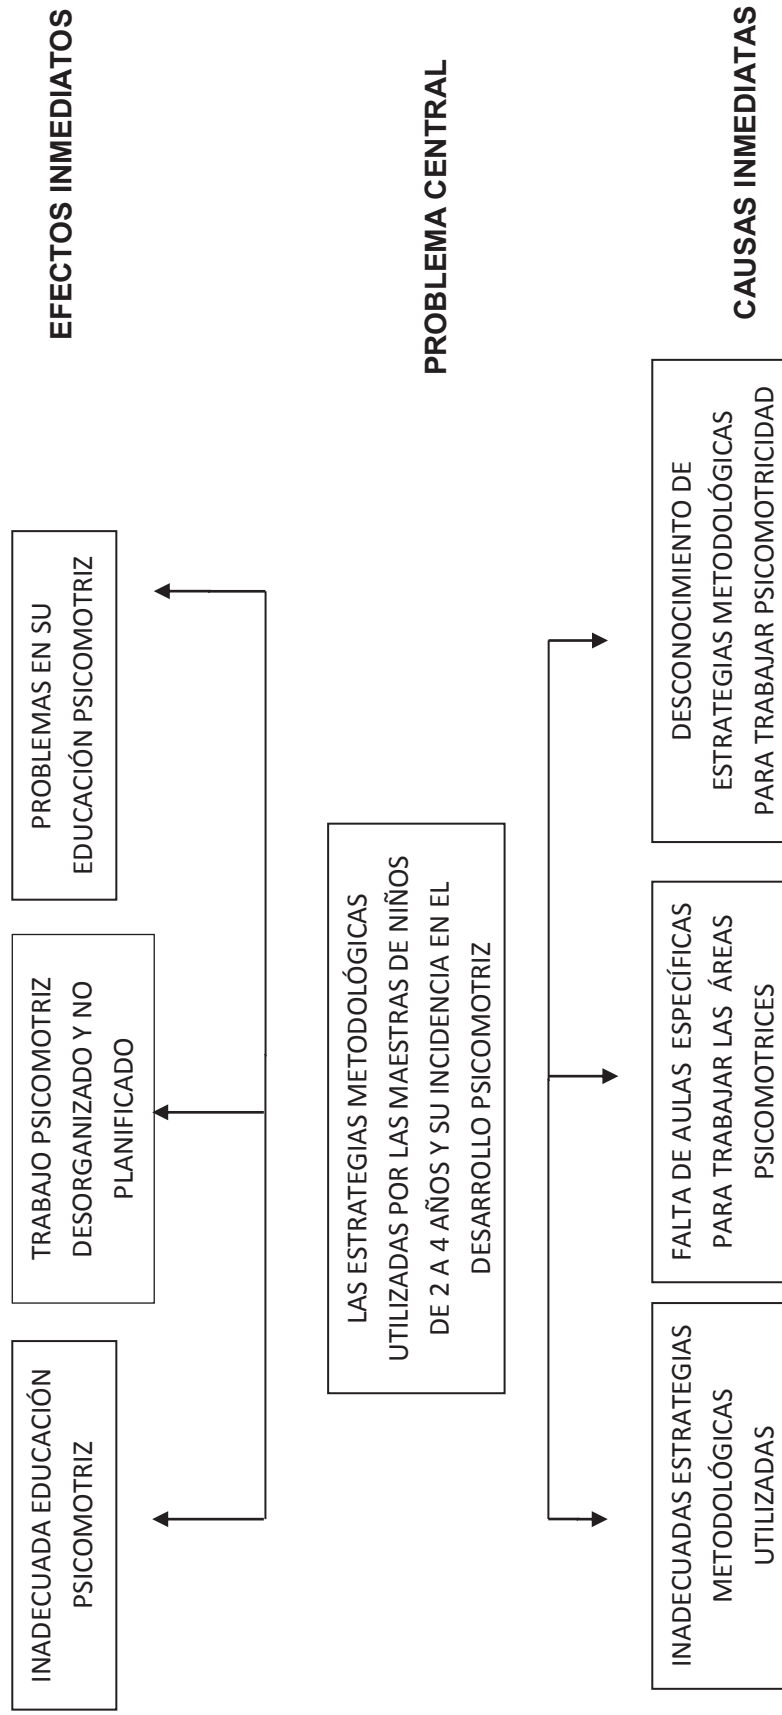 INADECUADA EDUCACIÓN
PSICOMOTRIZ
TRABAJO PSICOMOTRIZ
DESORGANIZADO Y NO
PLANIFICADO
PROBLEMAS EN SU
EDUCACIÓN PSICOMOTRIZ
EFECTOS INMEDIATOS
LAS ESTRATEGIAS METODOLÓGICAS
UTILIZADAS POR LAS MAESTRAS DE NIÑOS
DE 2 A 4 AÑOS Y SU INCIDENCIA EN EL
DESARROLLO PSICOMOTRIZ
PROBLEMA CENTRAL
INADECUADAS ESTRATEGIAS
METODOLÓGICAS
UTILIZADAS
FALTA DE AULAS ESPECÍFICAS
PARA TRABAJAR LAS ÁREAS
PSICOMOTRICES
DESCONOCIMIENTO DE
ESTRATEGIAS METODOLÓGICAS
PARA TRABAJAR PSICOMOTRICIDAD
CAUSAS INMEDIATAS